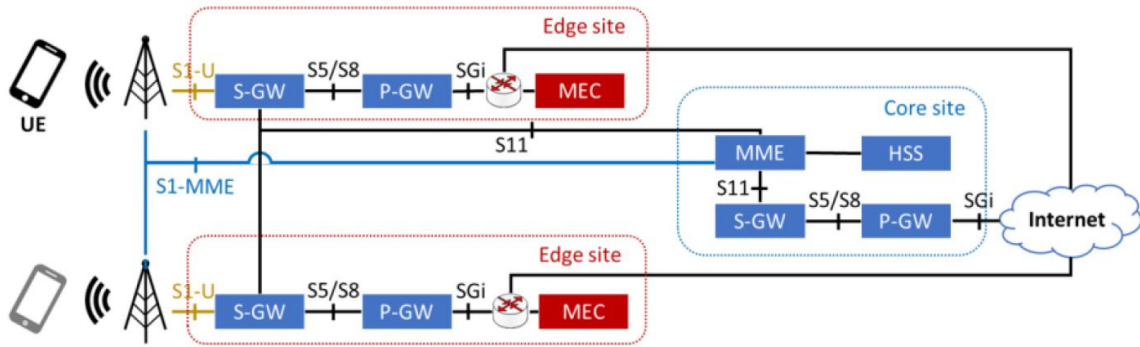 Edge site
S1-U
S-GW
S5/S8
P-GW
SGi
MEC
UE
Core site
S11
MME
HSS
S1-MME
S11
S-GW
S5/S8
P-GW
SGi
Internet
Edge site
S1-U
S-GW
S5/S8
P-GW
SGi
MEC